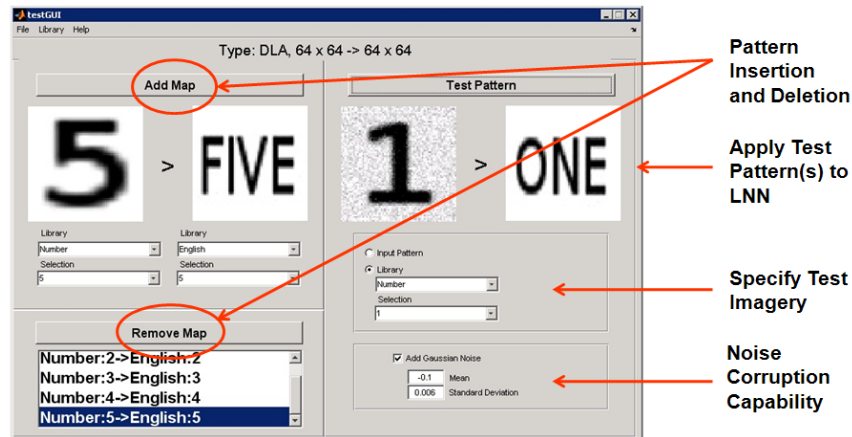 testGUI
File Library Help
Type: DLA, 64 x 64 -> 64 x 64
Add Map
Test Pattern
5 > FIVE
1 > ONE
Library
Library
Number
English
Selection
Selection
5
5
Input Pattern
Library
Number
Selection
1
Remove Map
Number:2->English:2
Number:3->English:3
Number:4->English:4
Number:5->English:5
Add Gaussian Noise
-0.1 Mean
0.006 Standard Deviation
Pattern
Insertion
and Deletion
Apply Test
Pattern(s) to
LNN
Specify Test
Imagery
Noise
Corruption
Capability